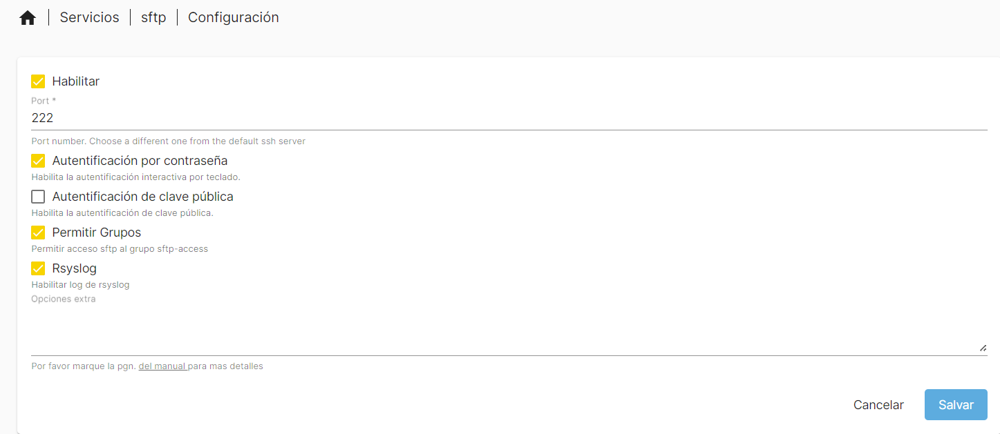 Servicios | sftp | Configuración
Habilitar
Port *
222
Port number. Choose a different one from the default ssh server
Autentificación por contraseña
Habilita la autentificación interactiva por teclado.
Autentificación de clave pública
Habilita la autentificación de clave pública.
Permitir Grupos
Permitir acceso sftp al grupo sftp-access
Rsyslog
Habilitar log de rsyslog
Opciones extra
Por favor marque la pgn. del manual para mas detalles
Cancelar Salvar